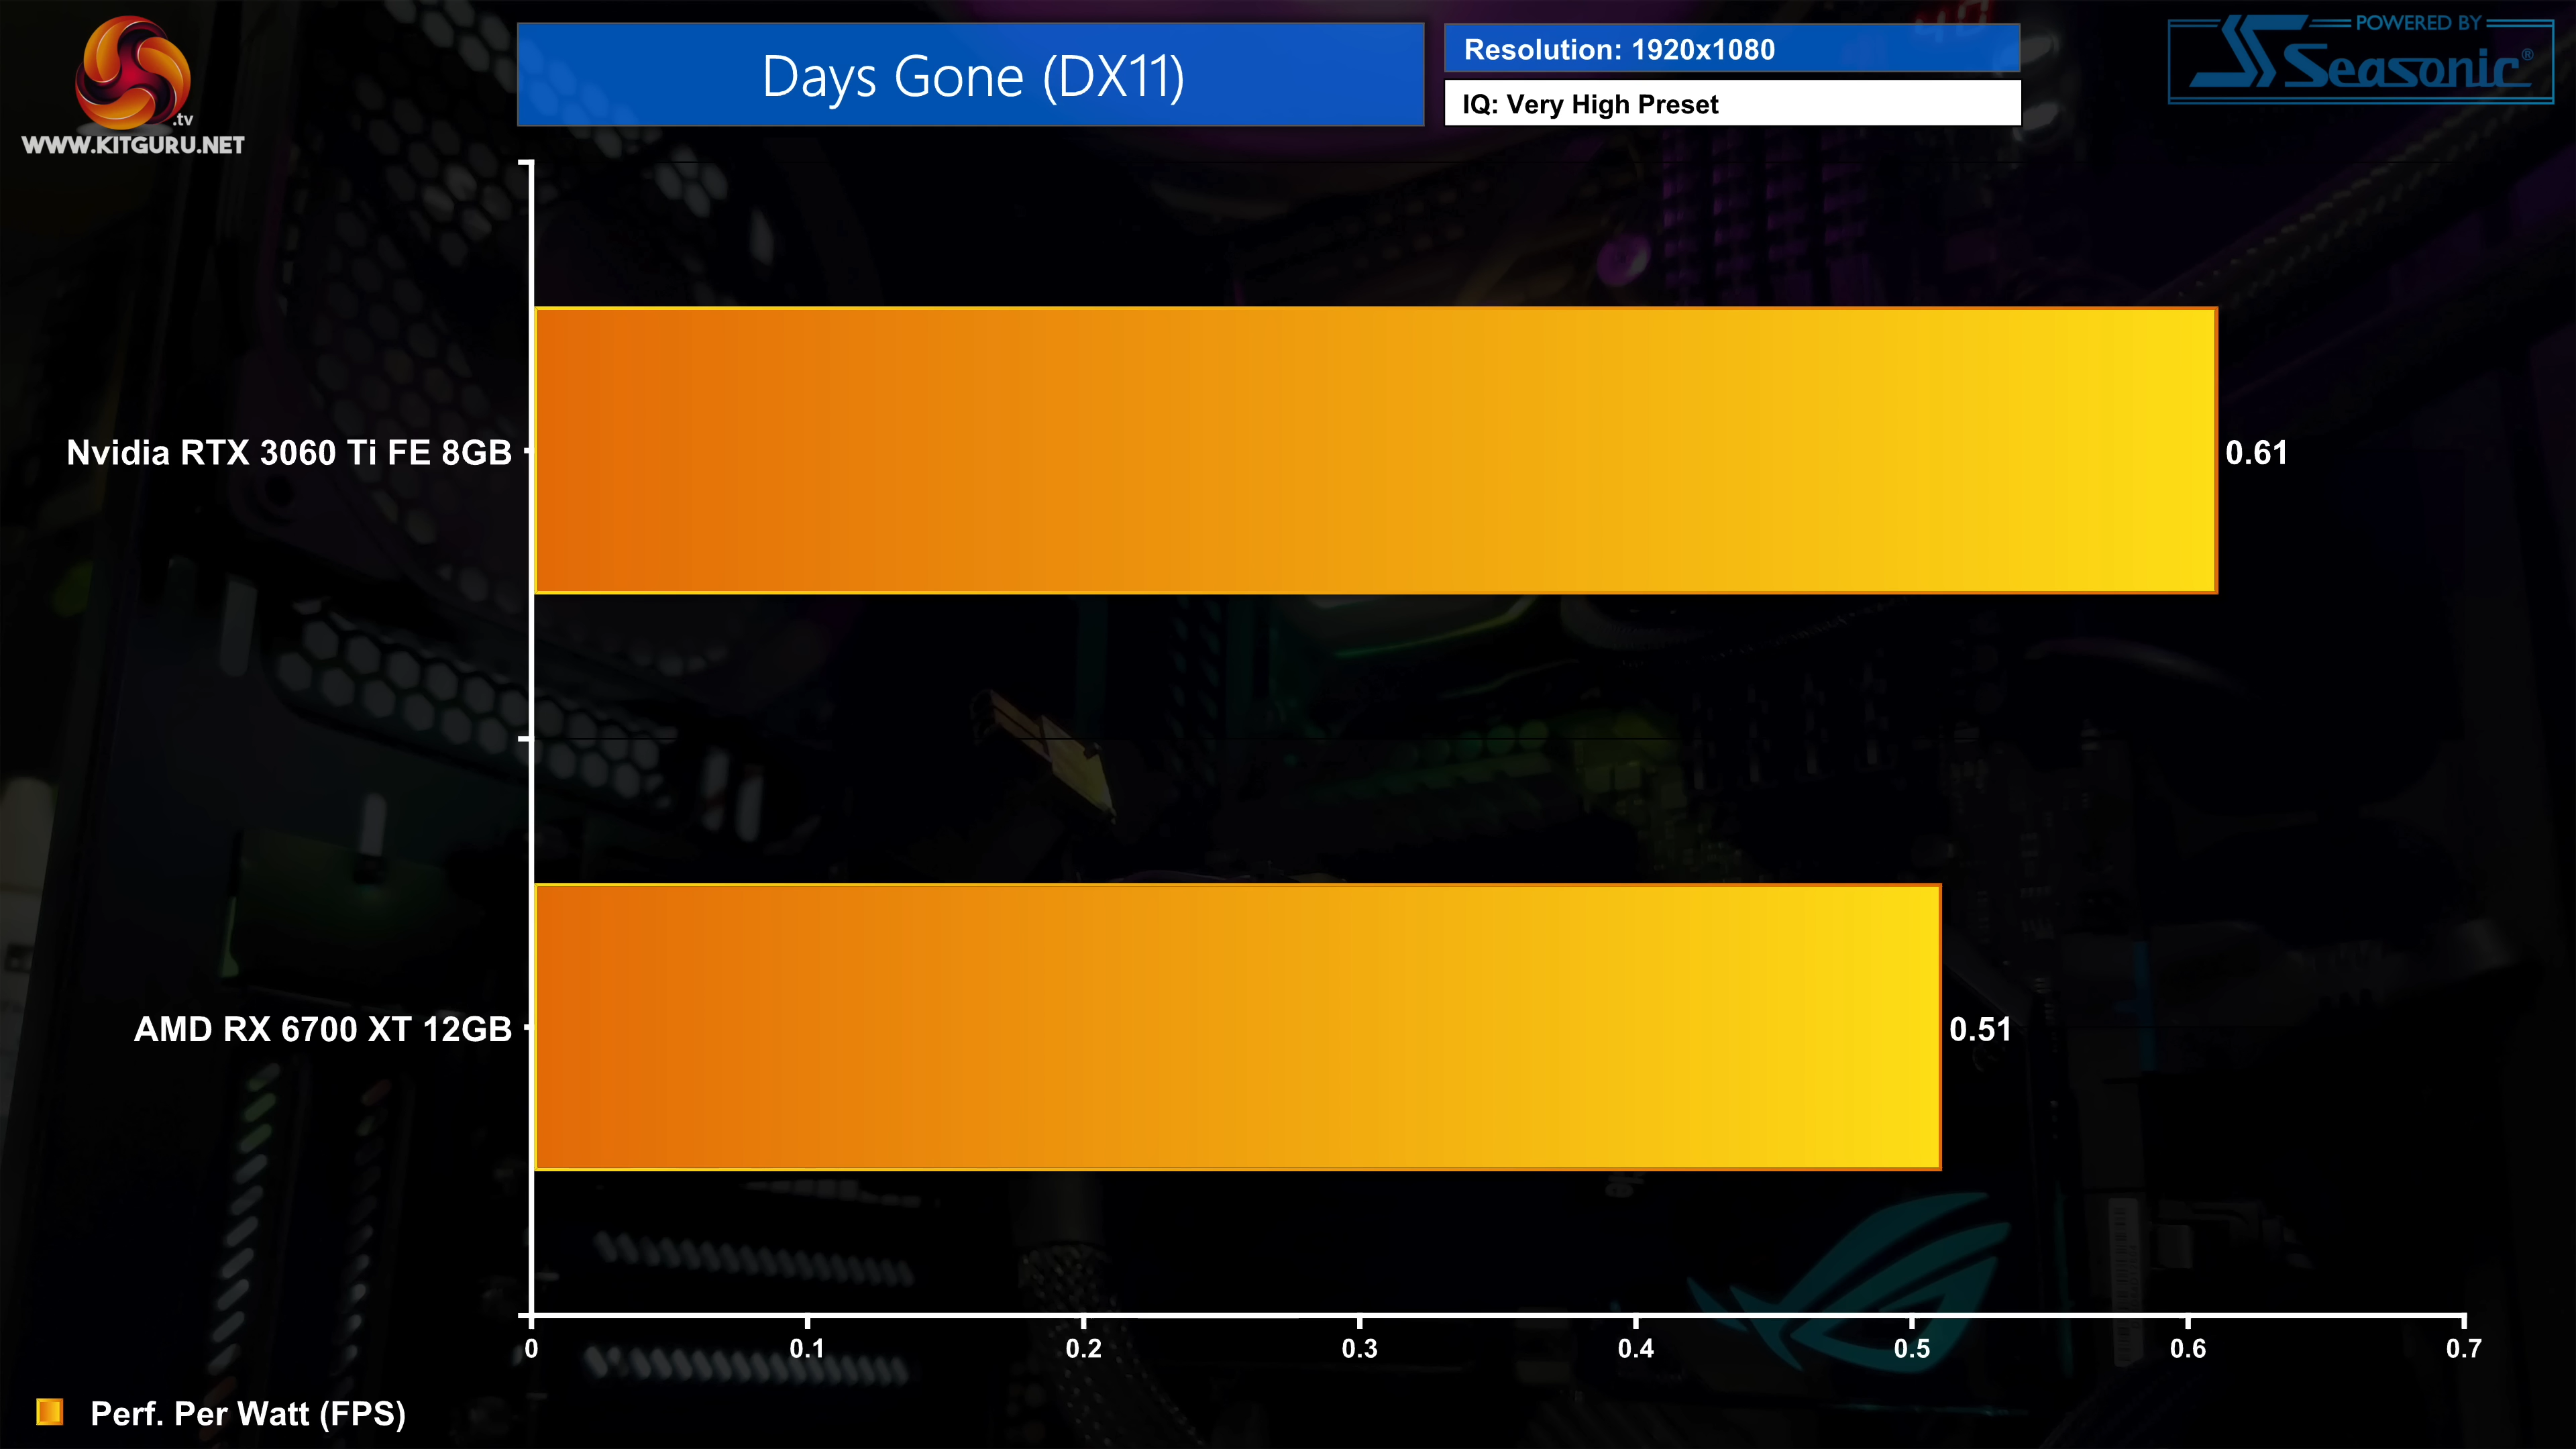 .tv
WWW.KITGURU.NET
Days Gone (DX11)
Resolution: 1920x1080
IQ: Very High Preset
POWERED BY
Seasonic®
Nvidia RTX 3060 Ti FE 8GB
0.61
AMD RX 6700 XT 12GB
0.51
0 0.1 0.2 0.3 0.4 0.5 0.6 0.7
Perf. Per Watt (FPS)